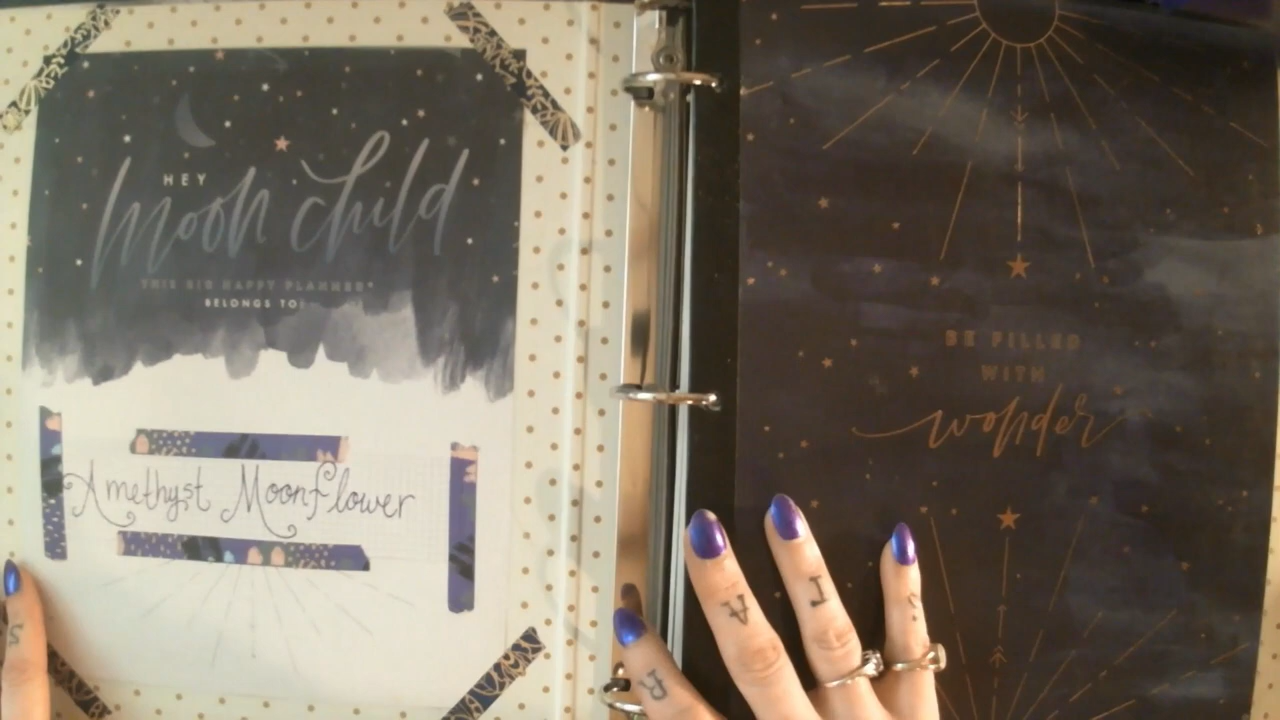 HEY
moon child
THIS BIG HAPPY PLANNER®
BELONGS TO:
Amethyst Moonflower
BE FILLED
WITH
wonder